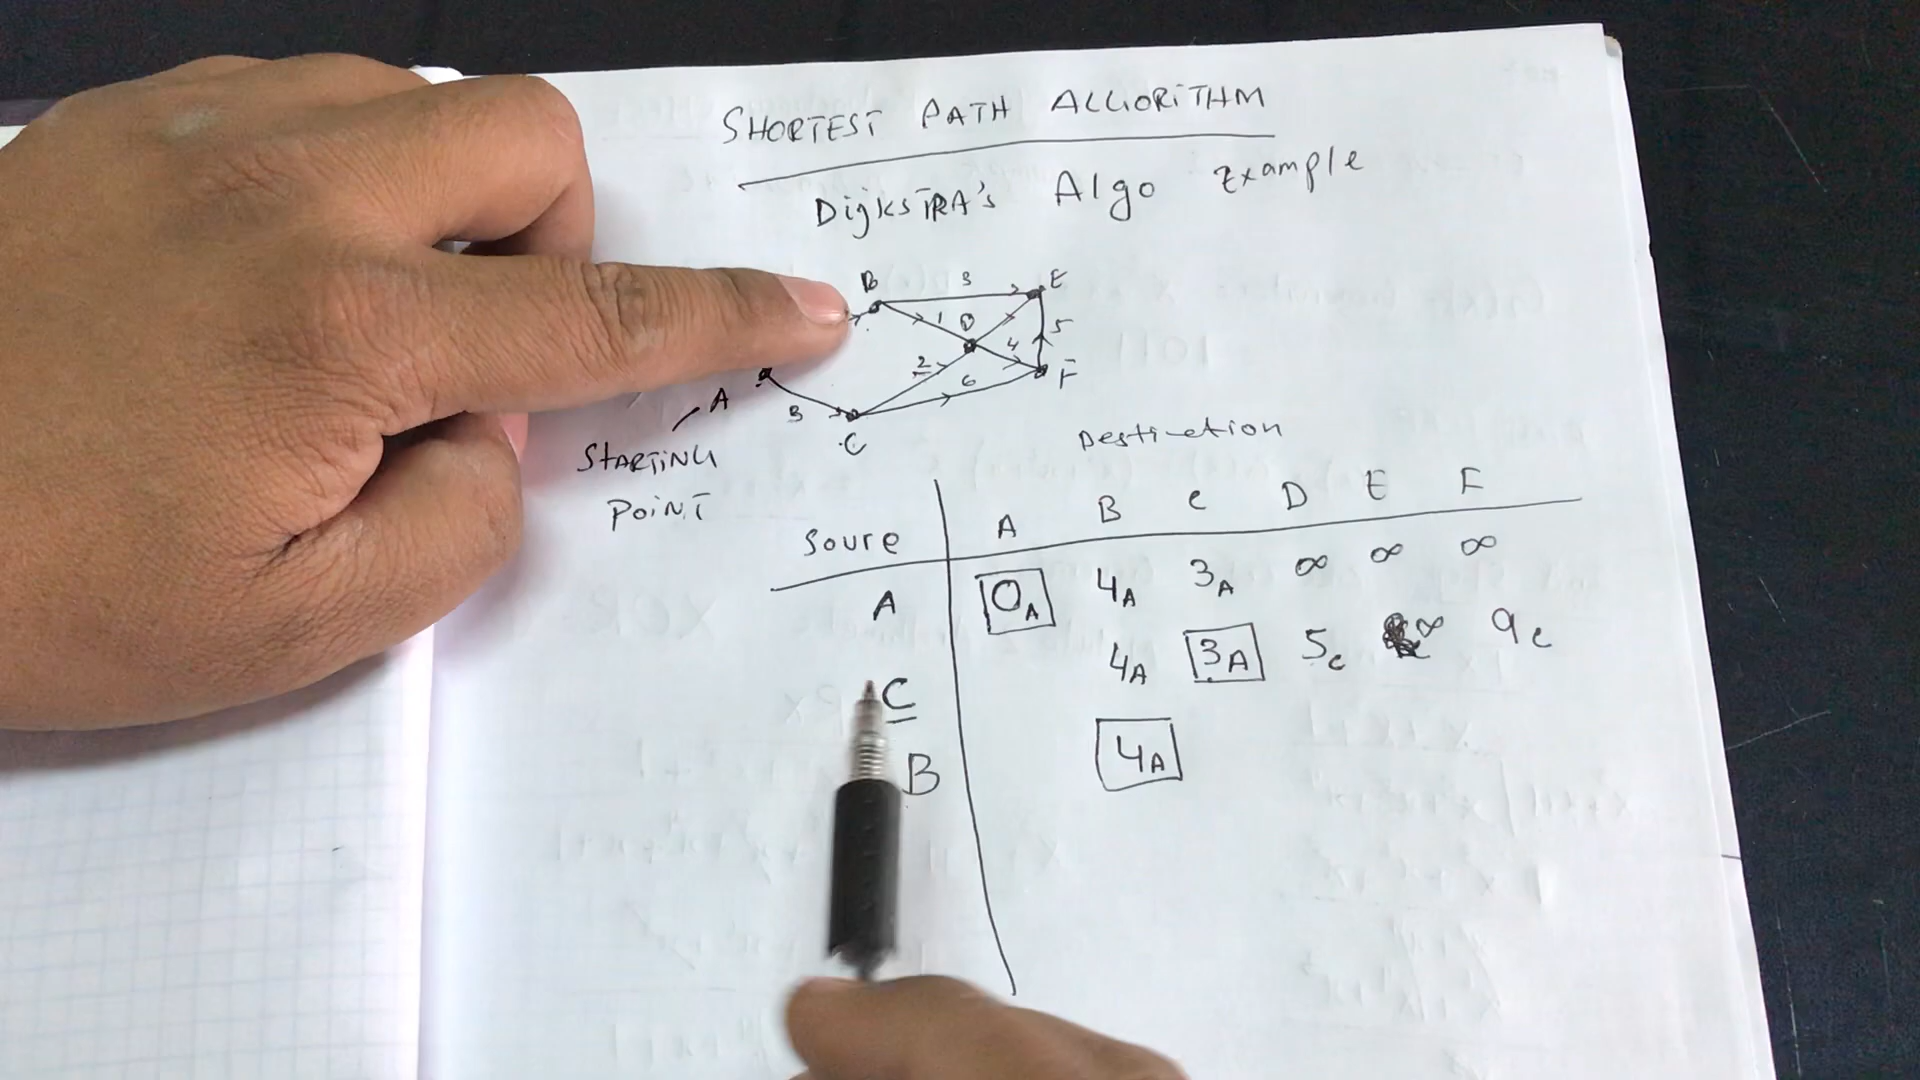 SHORTEST PATH ALGORITHM
DijkSTRA's Algo Example
B 3 E
1 D
2 4 5
6 F
A 3
C
STARTING
POINT
Destination
Soure A B C D E F
A 0A 4A 3A ∞ ∞ ∞
C 4A 3A 5c ∞ 9c
B 4A